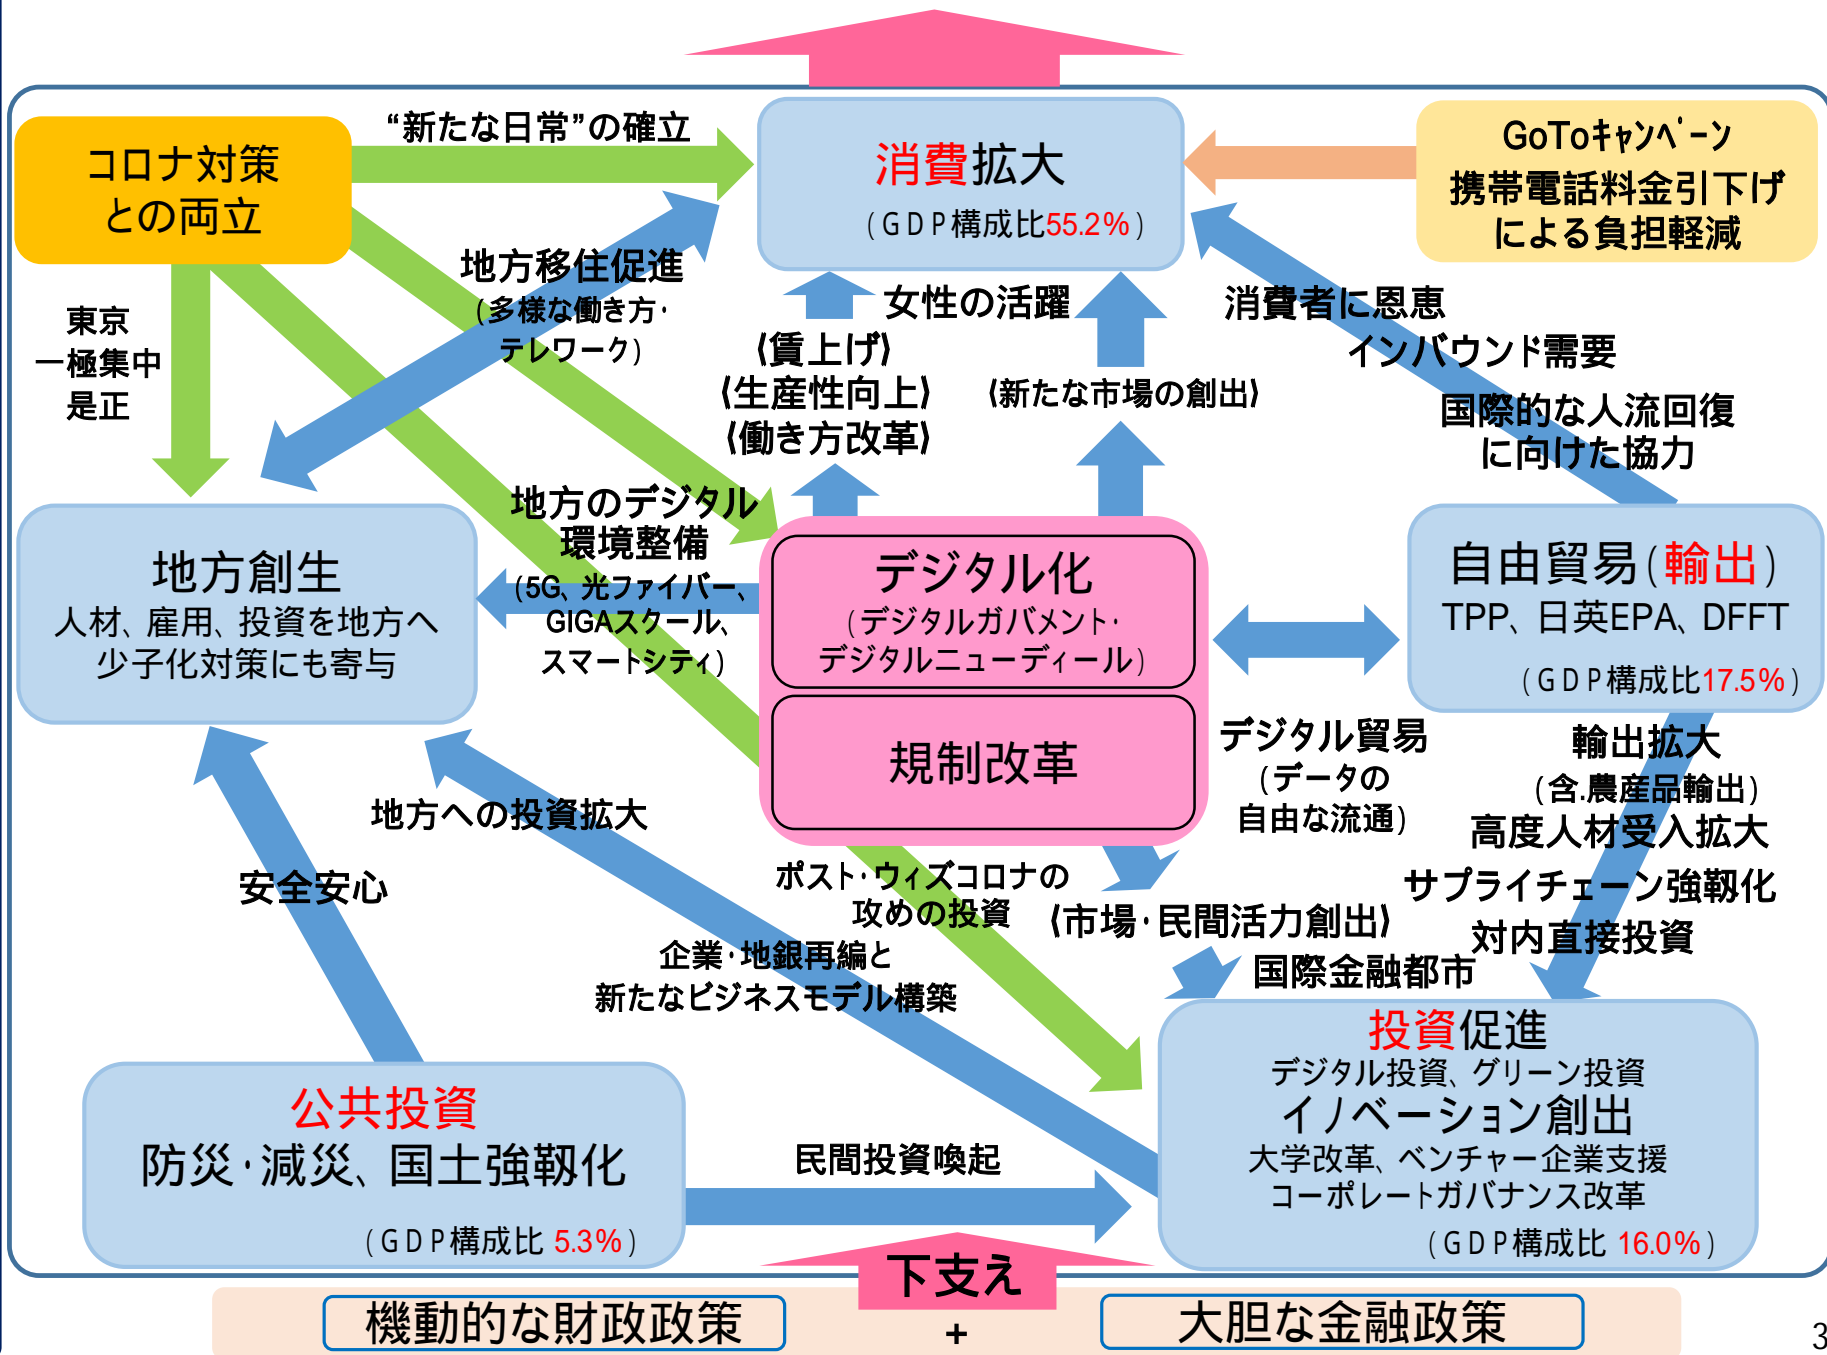 “新たな日常”の確立
コロナ対策
との両立
消費拡大
(GDP構成比55.2%)
GoToキャンペーン
携帯電話料金引下げ
による負担軽減
地方移住促進
(多様な働き方・
テレワーク)
東京
一極集中
是正
女性の活躍
(賃上げ)
(生産性向上)
(働き方改革)
(新たな市場の創出)
消費者に恩恵
インバウンド需要
国際的な人流回復
に向けた協力
地方のデジタル
環境整備
(5G、光ファイバー、
GIGAスクール、
スマートシティ)
地方創生
人材、雇用、投資を地方へ
少子化対策にも寄与
デジタル化
(デジタルガバメント・
デジタルニューディール)
規制改革
自由貿易(輸出)
TPP、日英EPA、DFFT
(GDP構成比17.5%)
デジタル貿易
(データの
自由な流通)
輸出拡大
(含.農産品輸出)
高度人材受入拡大
サプライチェーン強靱化
対内直接投資
地方への投資拡大
安全安心
ポスト・ウィズコロナの
攻めの投資
(市場・民間活力創出)
国際金融都市
企業・地銀再編と
新たなビジネスモデル構築
公共投資
防災・減災、国土強靱化
(GDP構成比 5.3%)
民間投資喚起
投資促進
デジタル投資、グリーン投資
イノベーション創出
大学改革、ベンチャー企業支援
コーポレートガバナンス改革
(GDP構成比 16.0%)
下支え
機動的な財政政策
+
大胆な金融政策
3